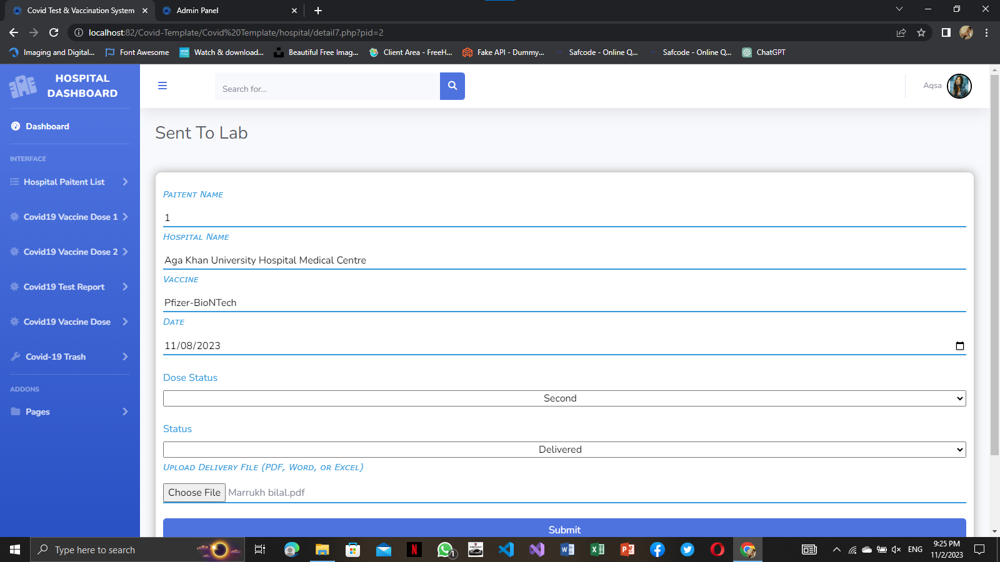 Covid Test & Vaccination System
Admin Panel
localhost:82/Covid-Template/Covid%20Template/hospital/detail7.php?pid=2
Imaging and Digital...
Font Awesome
Watch & download...
Beautiful Free Imag...
Client Area - FreeH...
Fake API - Dummy...
Safcode - Online Q...
Safcode - Online Q...
ChatGPT
HOSPITAL
DASHBOARD
Search for...
Aqsa
Dashboard
INTERFACE
Hospital Paitent List
Covid19 Vaccine Dose 1
Covid19 Vaccine Dose 2
Covid19 Test Report
Covid19 Vaccine Dose
Covid-19 Trash
ADDONS
Pages
Sent To Lab
Paitent Name
1
Hospital Name
Aga Khan University Hospital Medical Centre
Vaccine
Pfizer-BioNTech
Date
11/08/2023
Dose Status
Second
Status
Delivered
Upload Delivery File (PDF, Word, or Excel)
Choose File Marrukh bilal.pdf
Submit
Type here to search
1
ENG
9:25 PM
11/2/2023